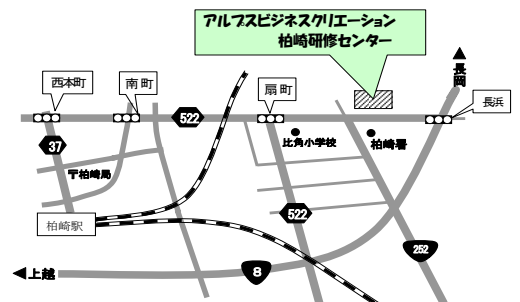 アルプスビジネスクリエーション
柏崎研修センター
長岡
西本町
南町
扇町
長浜
522
37
比角小学校
柏崎署
〒柏崎局
柏崎駅
522
252
上越
8